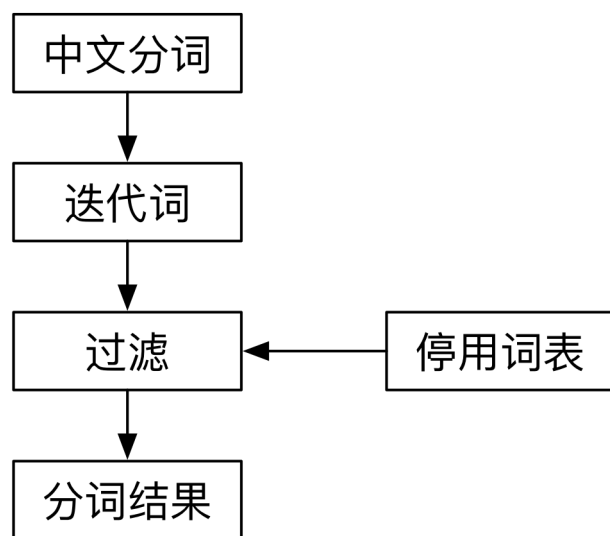 中文分词
迭代词
过滤
停用词表
分词结果